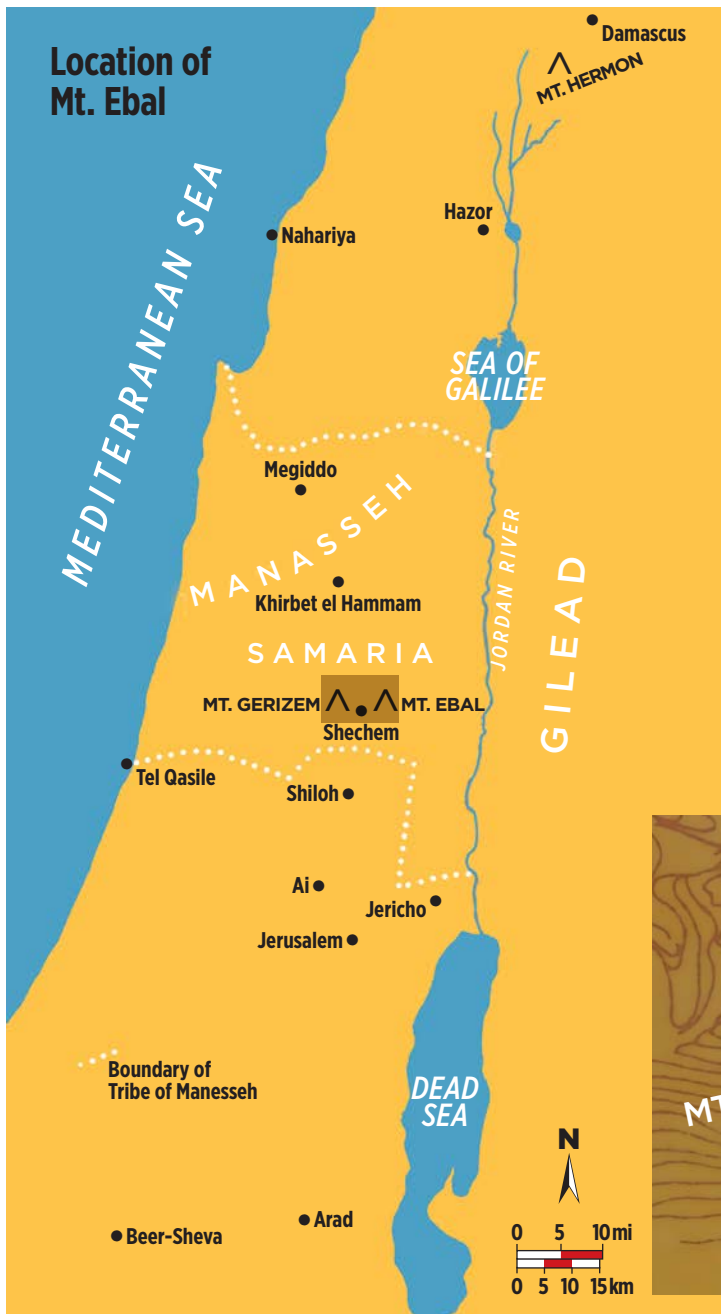 Location of
Mt. Ebal
Damascus
MT. HERMON
MEDITERRANEAN SEA
Nahariya
Hazor
SEA OF
GALILEE
Megiddo
MANASSEH
Khirbet el Hammam
JORDAN RIVER
GILEAD
SAMARIA
MT. GERIZEM
MT. EBAL
Shechem
Tel Qasile
Shiloh
Ai
Jericho
Jerusalem
Boundary of
Tribe of Manesseh
DEAD
SEA
MT
N
Arad
Beer-Sheva
0 5 10 mi
0 5 10 15 km